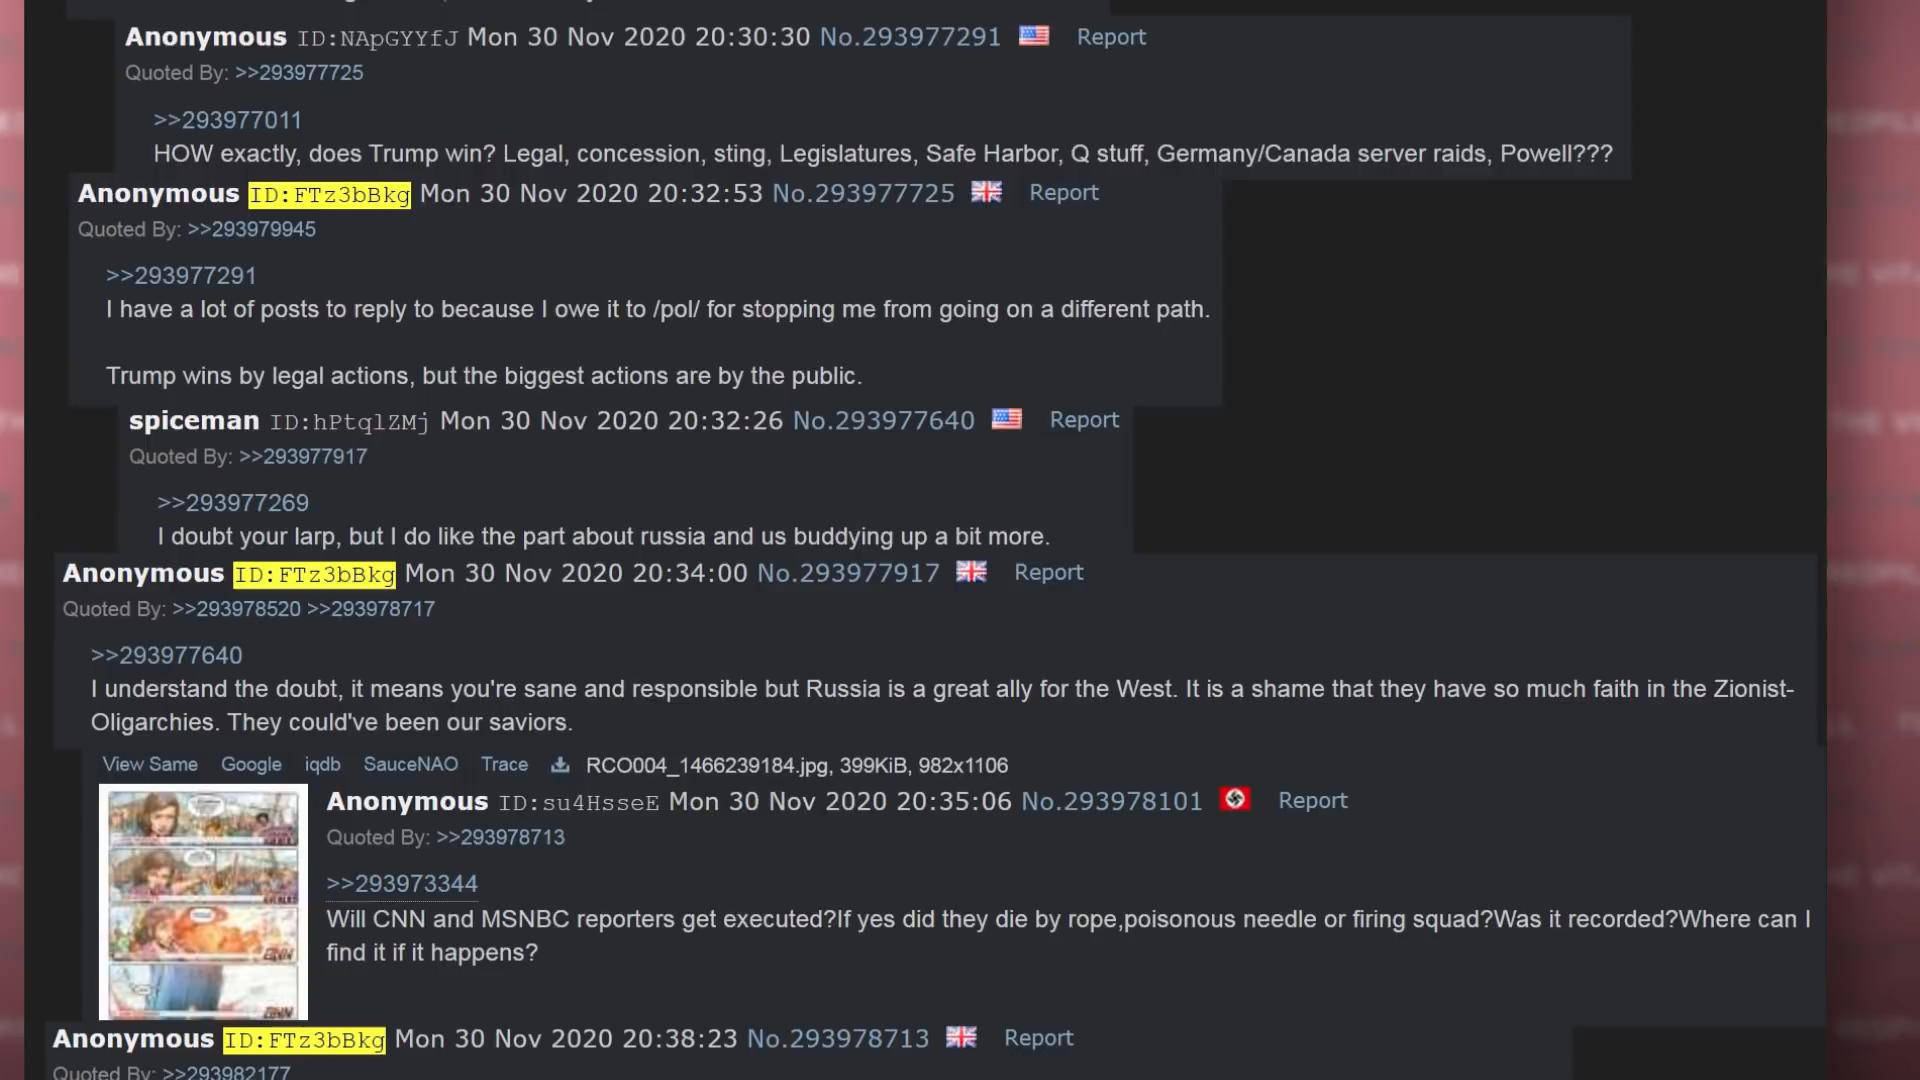 Anonymous ID:NApGYYfJ Mon 30 Nov 2020 20:30:30 No.293977291 Report
Quoted By: >>293977725
>>293977011
HOW exactly, does Trump win? Legal, concession, sting, Legislatures, Safe Harbor, Q stuff, Germany/Canada server raids, Powell???
Anonymous ID:FTz3bBkg Mon 30 Nov 2020 20:32:53 No.293977725 Report
Quoted By: >>293979945
>>293977291
I have a lot of posts to reply to because I owe it to /pol/ for stopping me from going on a different path.
Trump wins by legal actions, but the biggest actions are by the public.
spiceman ID:hPtqlZMj Mon 30 Nov 2020 20:32:26 No.293977640 Report
Quoted By: >>293977917
>>293977269
I doubt your larp, but I do like the part about russia and us buddying up a bit more.
Anonymous ID:FTz3bBkg Mon 30 Nov 2020 20:34:00 No.293977917 Report
Quoted By: >>293978520 >>293978717
>>293977640
I understand the doubt, it means you're sane and responsible but Russia is a great ally for the West. It is a shame that they have so much faith in the Zionist-
Oligarchies. They could've been our saviors.
View Same Google iqdb SauceNAO Trace RCO004_1466239184.jpg, 399KiB, 982x1106
Anonymous ID:su4HsseE Mon 30 Nov 2020 20:35:06 No.293978101 Report
Quoted By: >>293978713
>>293973344
Will CNN and MSNBC reporters get executed?If yes did they die by rope,poisonous needle or firing squad?Was it recorded?Where can I
find it if it happens?
Anonymous ID:FTz3bBkg Mon 30 Nov 2020 20:38:23 No.293978713 Report
Quoted By: >>293982177